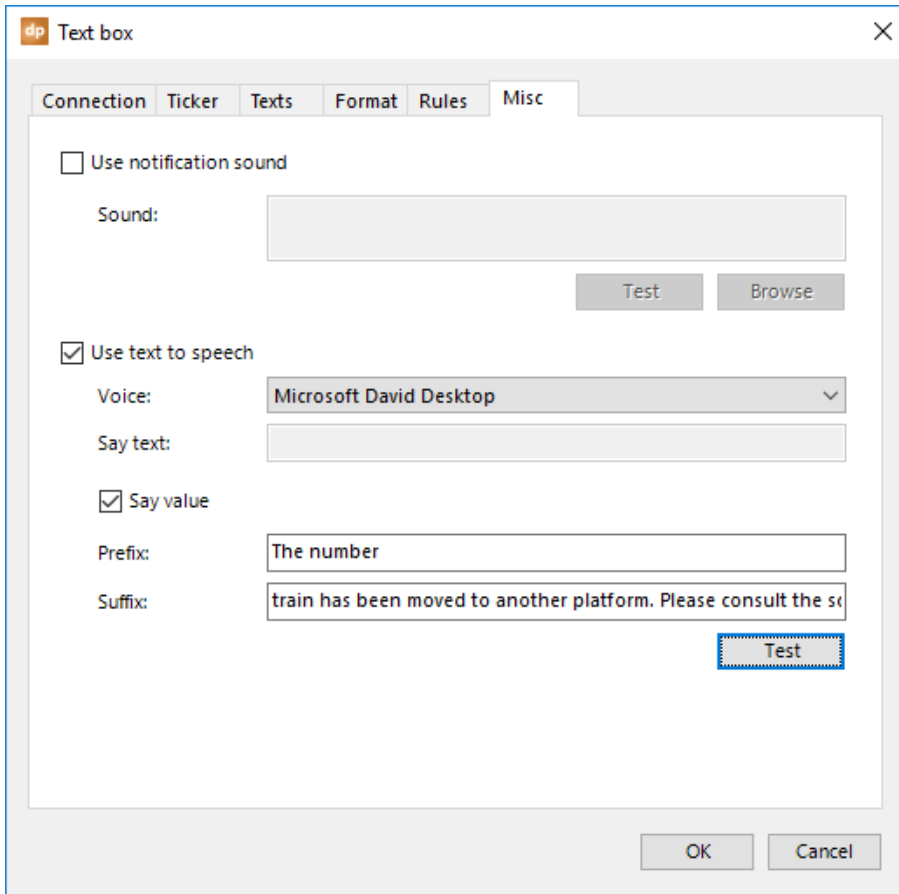 dp Text box
Connection Ticker Texts Format Rules Misc
Use notification sound
Sound:
Test Browse
Use text to speech
Voice: Microsoft David Desktop
Say text:
Say value
Prefix: The number
Suffix: train has been moved to another platform. Please consult the
Test
OK Cancel